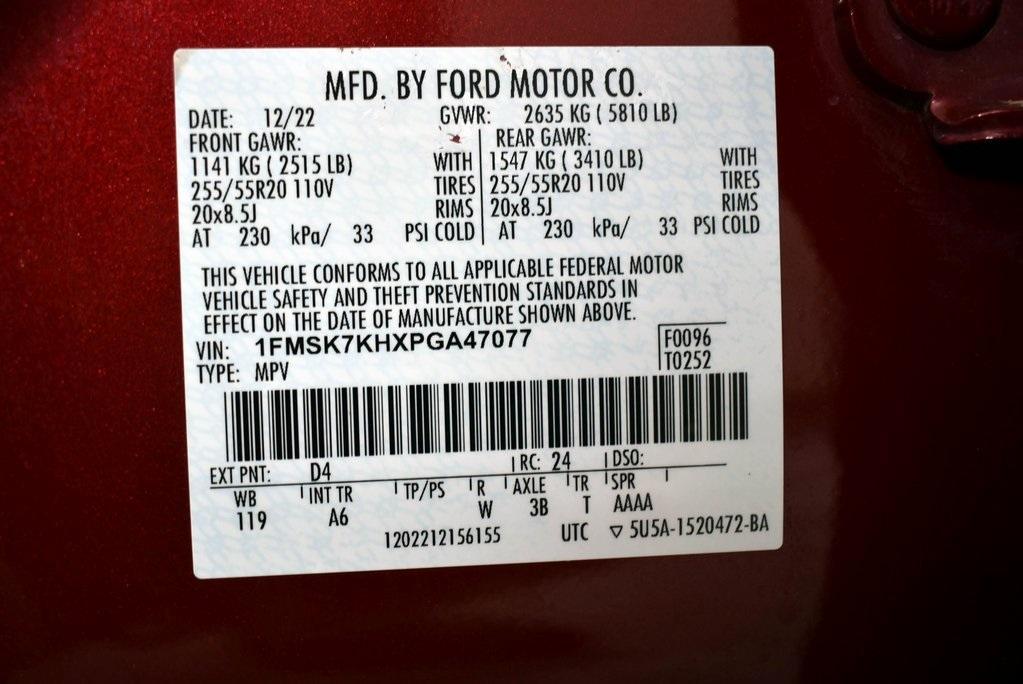 MFD. BY FORD MOTOR CO.
DATE: 12/22 GVWR: 2635 KG ( 5810 LB)
FRONT GAWR: REAR GAWR:
1141 KG ( 2515 LB) WITH 1547 KG ( 3410 LB) WITH
255/55R20 110V TIRES 255/55R20 110V TIRES
20x8.5J RIMS 20x8.5J RIMS
AT 230 kPa/ 33 PSI COLD AT 230 kPa/ 33 PSI COLD
THIS VEHICLE CONFORMS TO ALL APPLICABLE FEDERAL MOTOR
VEHICLE SAFETY AND THEFT PREVENTION STANDARDS IN
EFFECT ON THE DATE OF MANUFACTURE SHOWN ABOVE.
VIN: 1FMSK7KHXPGA47077 F0096
TYPE: MPV T0252
EXT PNT: D4 RC: 24 DSO:
WB INT TR TP/PS R AXLE TR SPR
119 A6 W 3B T AAAA
1202212156155 UTC ▽ 5U5A-1520472-BA